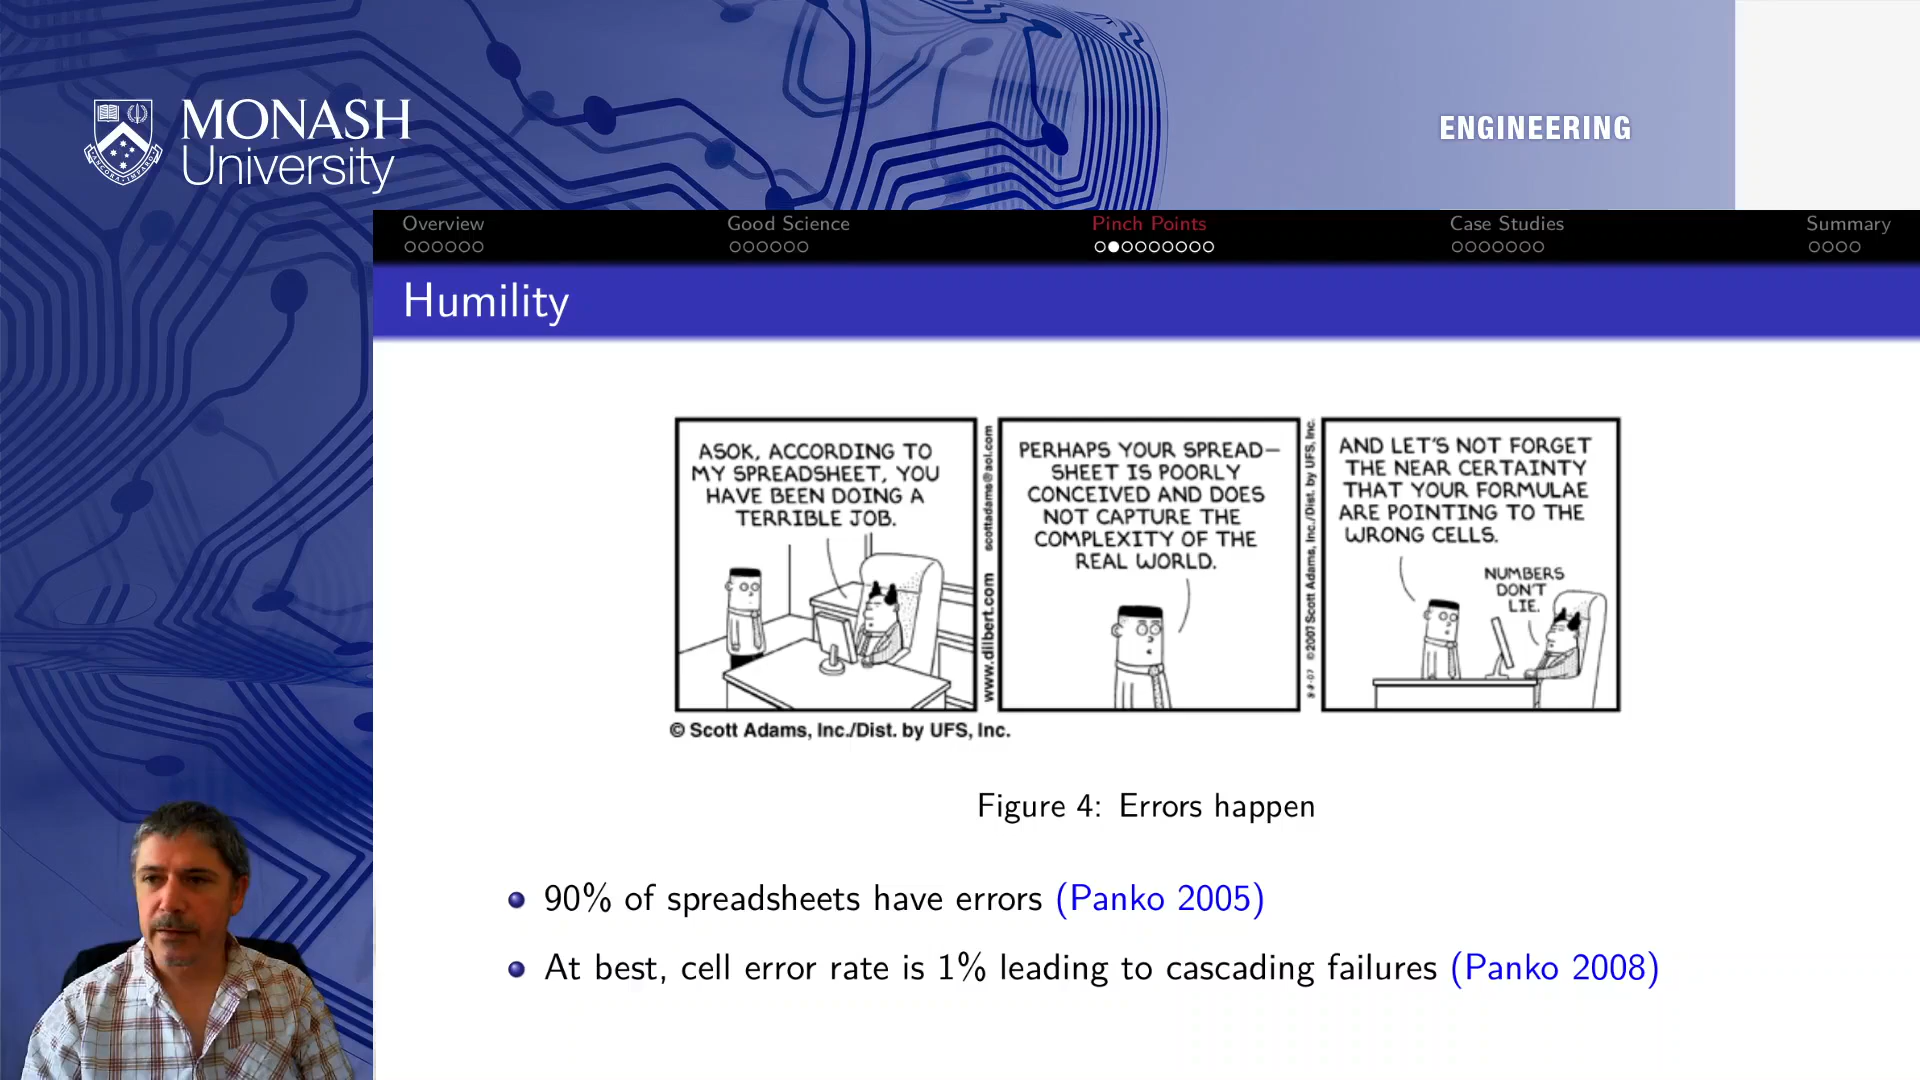 MONASH
University
ENGINEERING
Overview
Good Science
Pinch Points
Case Studies
Summary
Humility
ASOK, ACCORDING TO
MY SPREADSHEET, YOU
HAVE BEEN DOING A
TERRIBLE JOB.
www.dilbert.com scottadams@aol.com
PERHAPS YOUR SPREAD-
SHEET IS POORLY
CONCEIVED AND DOES
NOT CAPTURE THE
COMPLEXITY OF THE
REAL WORLD.
8-8-07 ©2007 Scott Adams, Inc./Dist. by UFS, Inc.
AND LET'S NOT FORGET
THE NEAR CERTAINTY
THAT YOUR FORMULAE
ARE POINTING TO THE
WRONG CELLS.
NUMBERS
DON'T
LIE.
© Scott Adams, Inc./Dist. by UFS, Inc.
Figure 4: Errors happen
90% of spreadsheets have errors (Panko 2005)
At best, cell error rate is 1% leading to cascading failures (Panko 2008)